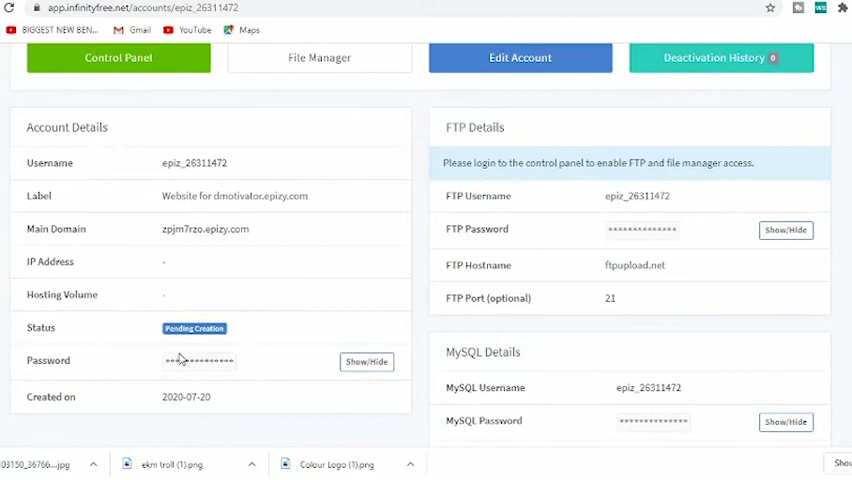 app.infinityfree.net/accounts/epiz_26311472
BIGGEST NEW BEN... Gmail YouTube Maps
Control Panel File Manager Edit Account Deactivation History 0
Account Details
Username epiz_26311472
Label Website for dmotivator.epizy.com
Main Domain zpjm7rzo.epizy.com
IP Address -
Hosting Volume -
Status Pending Creation
Password ************** Show/Hide
Created on 2020-07-20
FTP Details
Please login to the control panel to enable FTP and file manager access.
FTP Username epiz_26311472
FTP Password ************** Show/Hide
FTP Hostname ftpupload.net
FTP Port (optional) 21
MySQL Details
MySQL Username epiz_26311472
MySQL Password ************** Show/Hide
03150_36766....jpg ekm troll (1).png Colour Logo (1).png Show